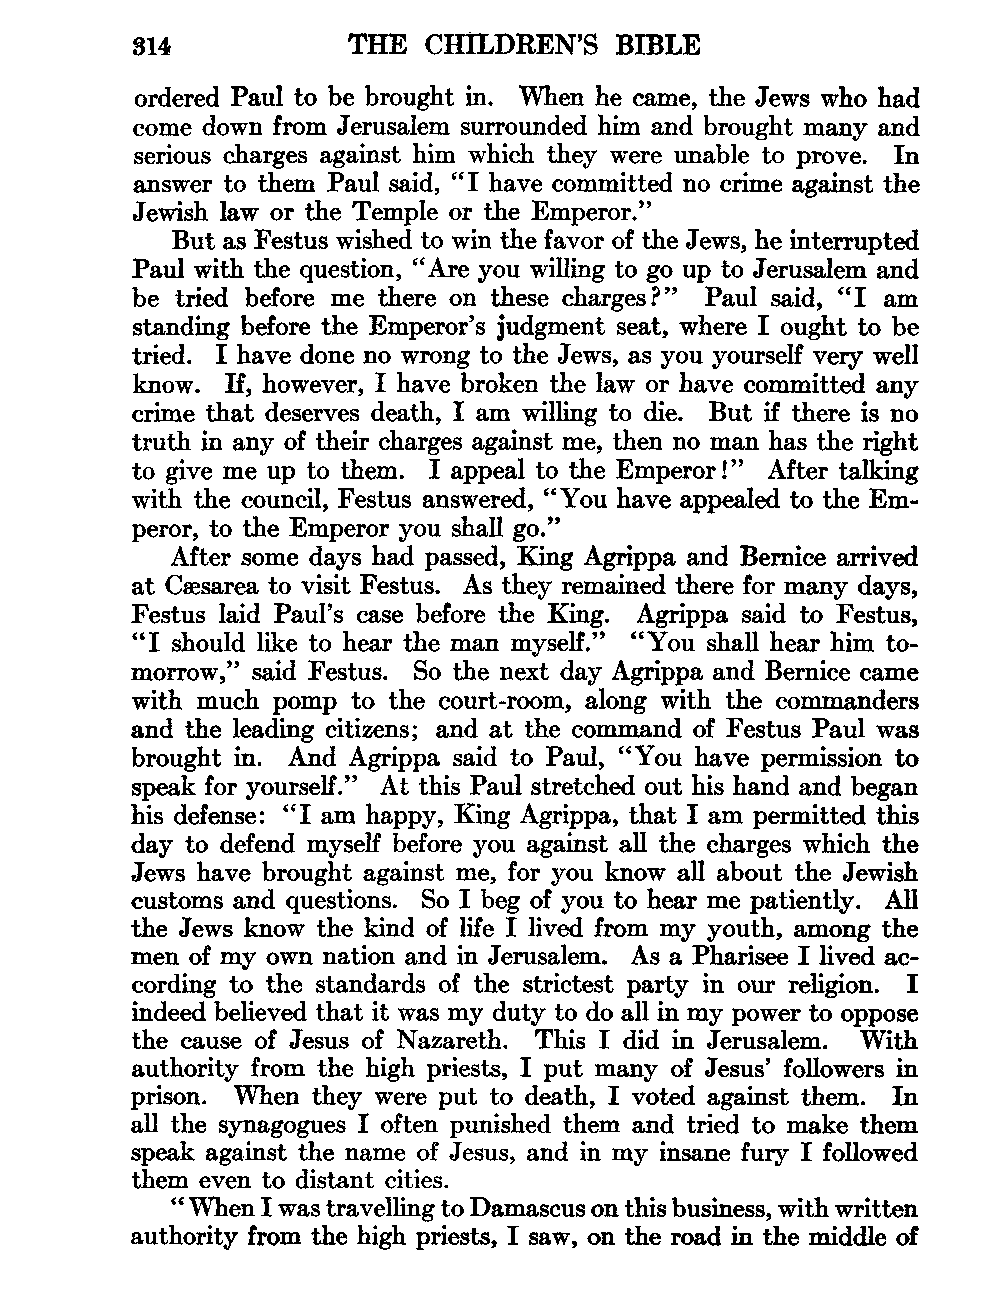 314 THE CHILDREN'S BIBLE
ordered Paul to be brought in. When he came, the Jews who had
come down from Jerusalem surrounded him and brought many and
serious charges against him which they were unable to prove. In
answer to them Paul said, “I have committed no crime against the
Jewish law or the Temple or the Emperor.”
But as Festus wished to win the favor of the Jews, he interrupted
Paul with the question, “Are you willing to go up to Jerusalem and
be tried before me there on these charges?” Paul said, “I am
standing before the Emperor's judgment seat, where I ought to be
tried. I have done no wrong to the Jews, as you yourself very well
know. If, however, I have broken the law or have committed any
crime that deserves death, I am willing to die. But if there is no
truth in any of their charges against me, then no man has the right
to give me up to them. I appeal to the Emperor!” After talking
with the council, Festus answered, “You have appealed to the Em-
peror, to the Emperor you shall go.”
After some days had passed, King Agrippa and Bernice arrived
at Cæsarea to visit Festus. As they remained there for many days,
Festus laid Paul's case before the King. Agrippa said to Festus,
“I should like to hear the man myself.” “You shall hear him to-
morrow,” said Festus. So the next day Agrippa and Bernice came
with much pomp to the court-room, along with the commanders
and the leading citizens; and at the command of Festus Paul was
brought in. And Agrippa said to Paul, “You have permission to
speak for yourself.” At this Paul stretched out his hand and began
his defense: “I am happy, King Agrippa, that I am permitted this
day to defend myself before you against all the charges which the
Jews have brought against me, for you know all about the Jewish
customs and questions. So I beg of you to hear me patiently. All
the Jews know the kind of life I lived from my youth, among the
men of my own nation and in Jerusalem. As a Pharisee I lived ac-
cording to the standards of the strictest party in our religion. I
indeed believed that it was my duty to do all in my power to oppose
the cause of Jesus of Nazareth. This I did in Jerusalem. With
authority from the high priests, I put many of Jesus' followers in
prison. When they were put to death, I voted against them. In
all the synagogues I often punished them and tried to make them
speak against the name of Jesus, and in my insane fury I followed
them even to distant cities.
“When I was travelling to Damascus on this business, with written
authority from the high priests, I saw, on the road in the middle of